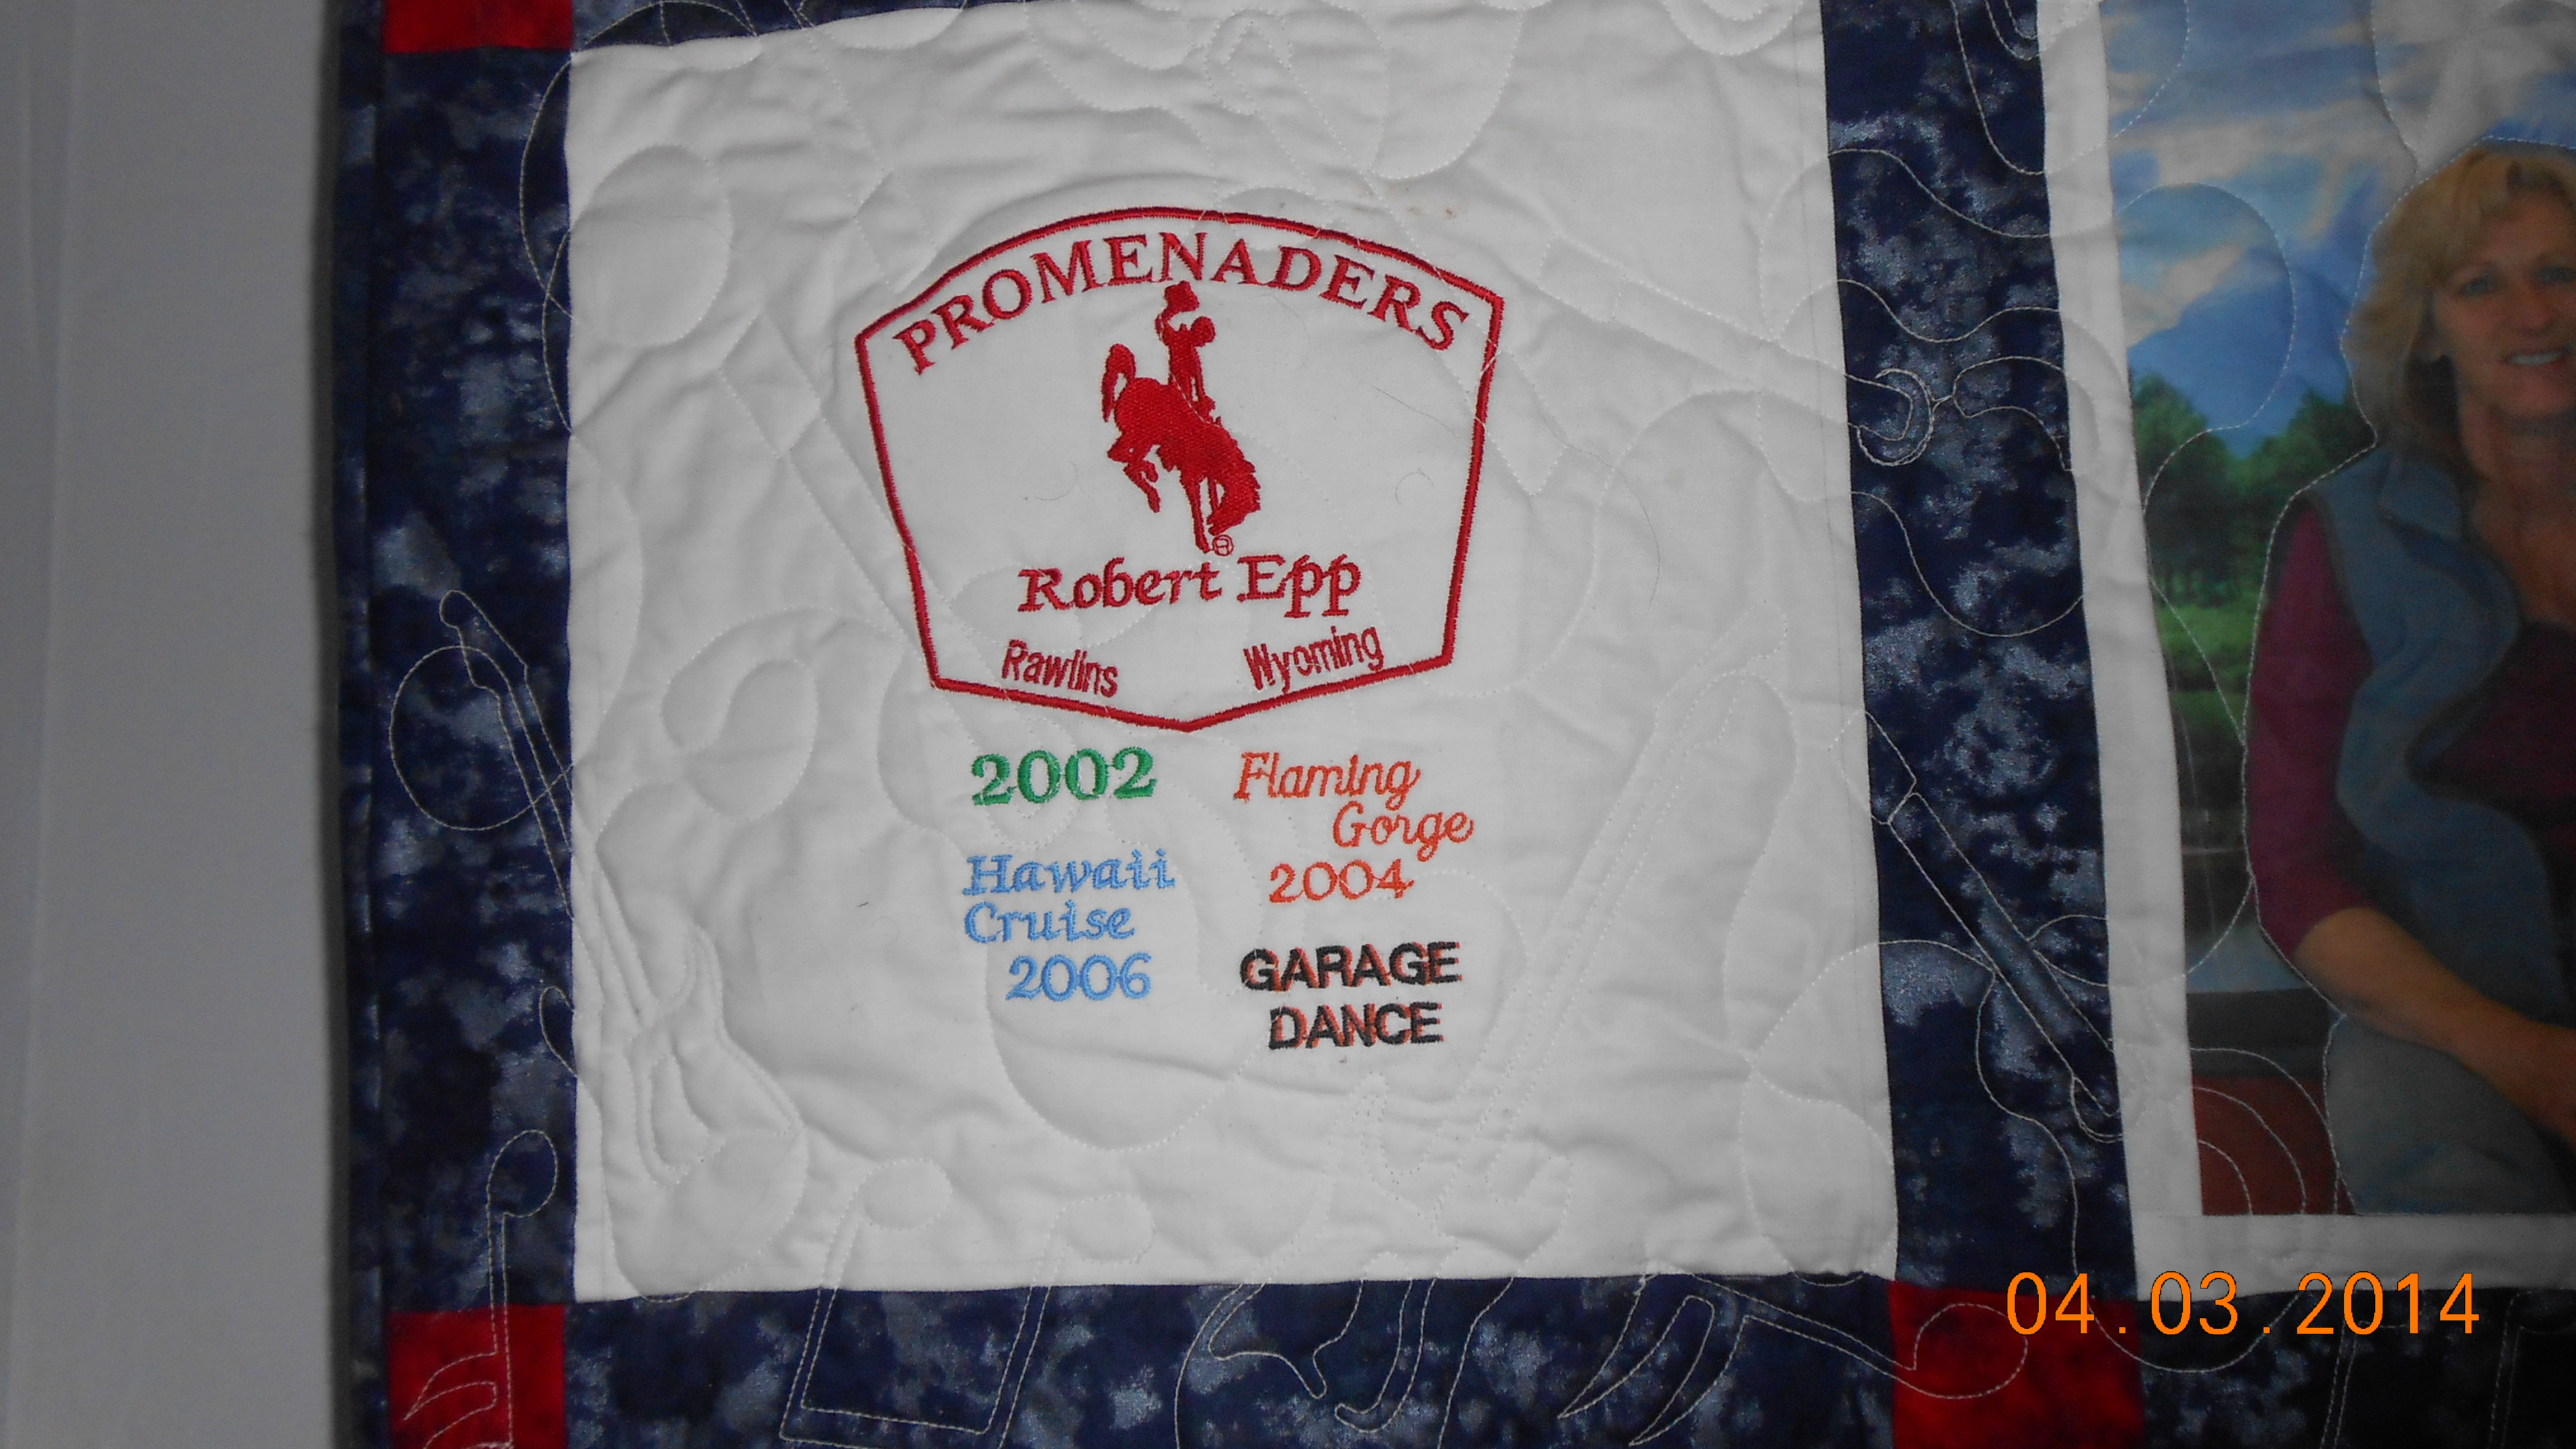 PROMENADERS
®
Robert Epp
Rawlins Wyoming
2002
Flaming
Gorge
2004
Hawaii
Cruise
2006
GARAGE
DANCE
04.03.2014